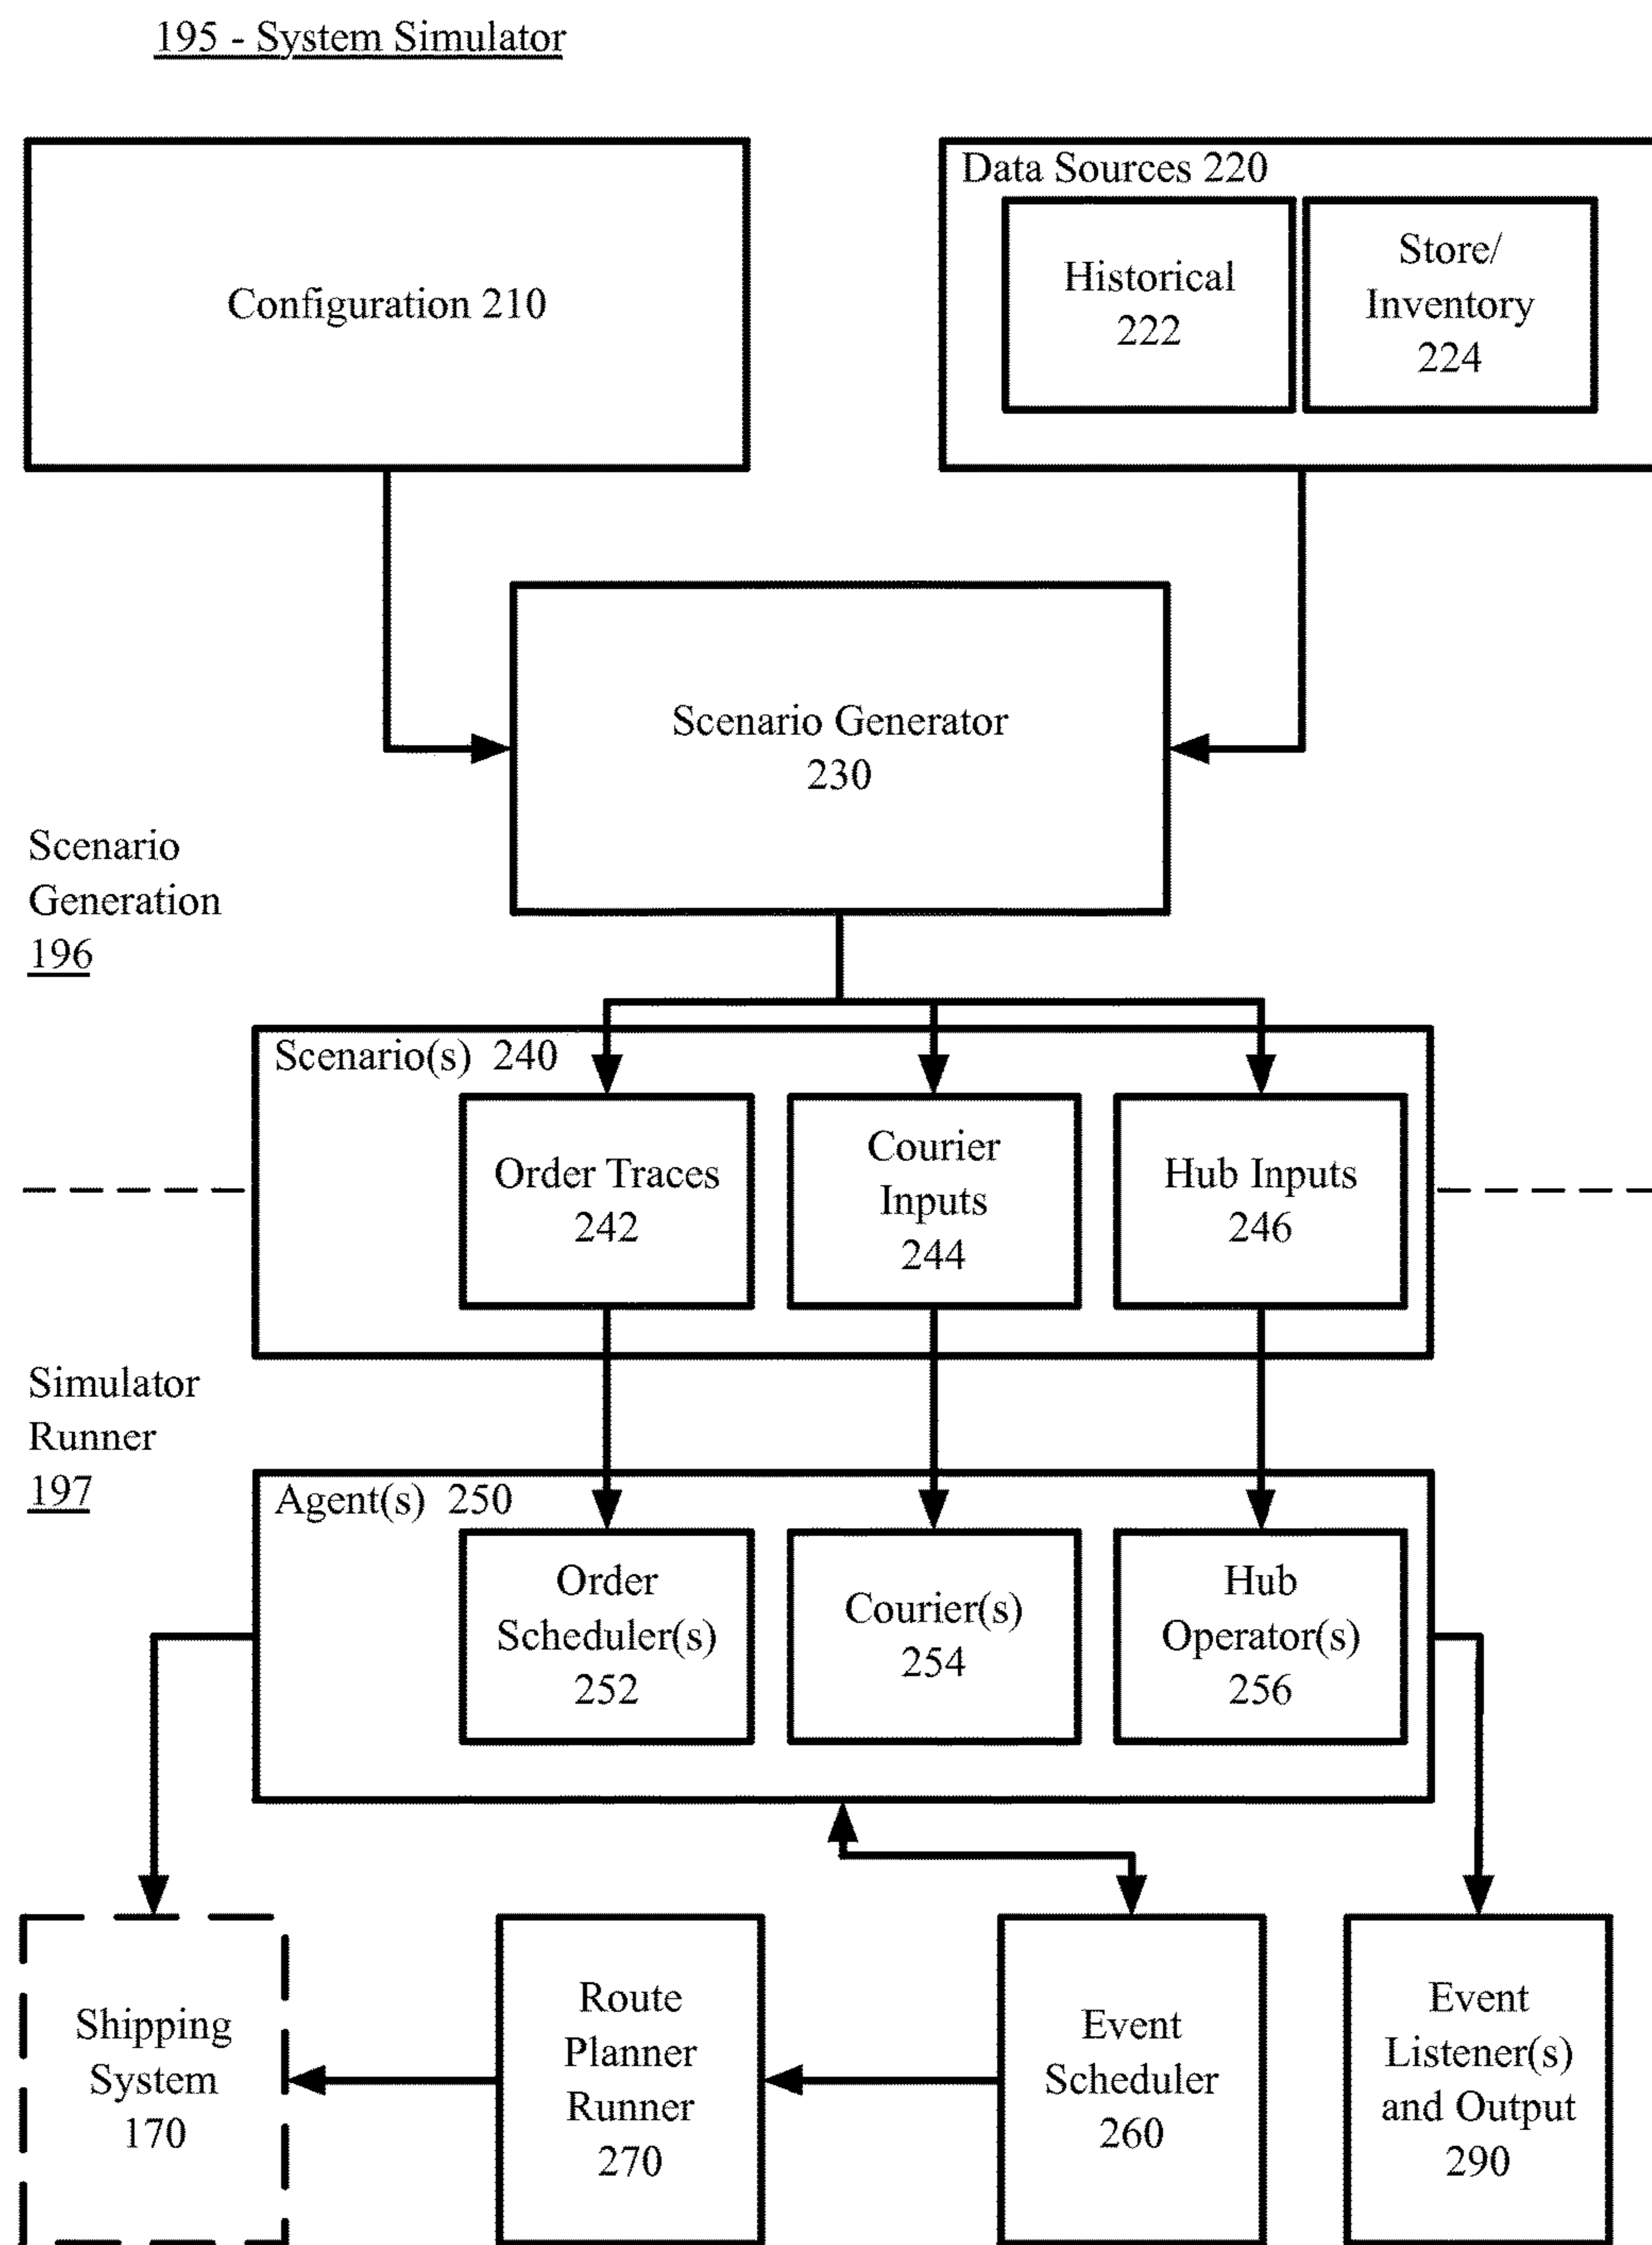 195 - System Simulator
Configuration 210
Data Sources 220
Historical
222
Store/
Inventory
224
Scenario Generator
230
Scenario
Generation
196
Scenario(s) 240
Order Traces
242
Courier
Inputs
244
Hub Inputs
246
Simulator
Runner
197
Agent(s) 250
Order
Scheduler(s)
252
Courier(s)
254
Hub
Operator(s)
256
Shipping
System
170
Route
Planner
Runner
270
Event
Scheduler
260
Event
Listener(s)
and Output
290